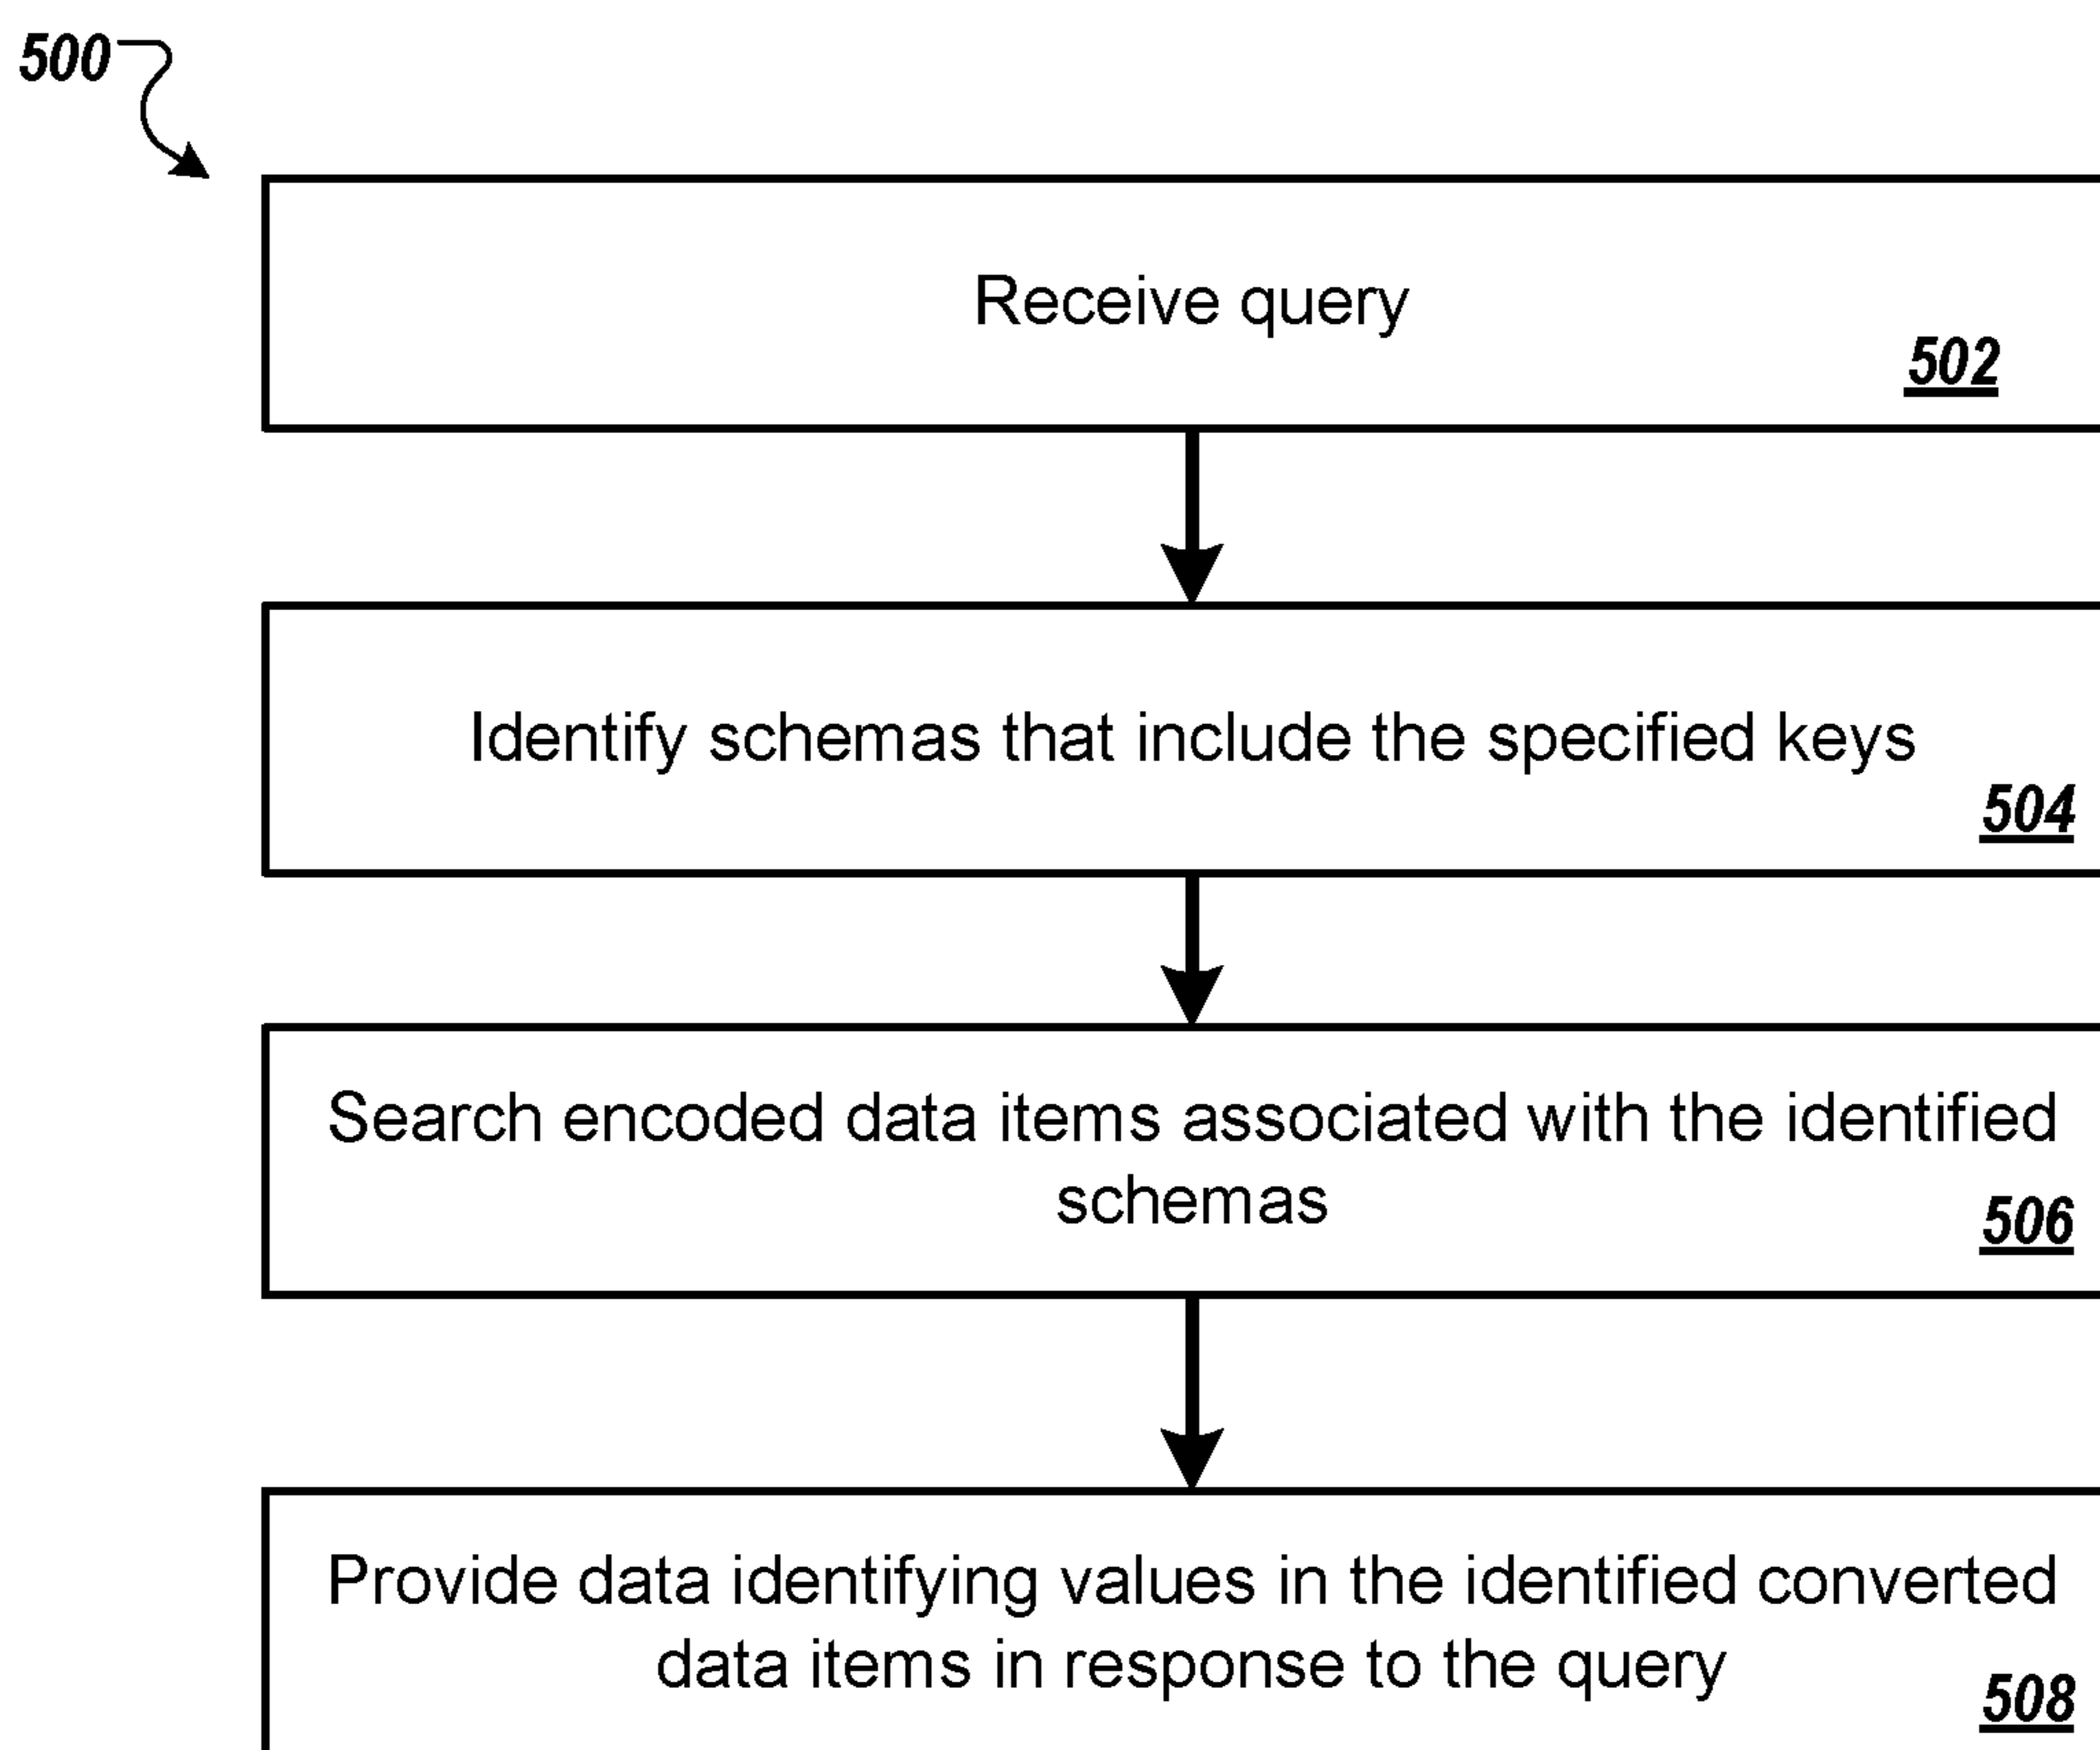 500
Receive query
502
Identify schemas that include the specified keys
504
Search encoded data items associated with the identified
schemas
506
Provide data identifying values in the identified converted
data items in response to the query
508